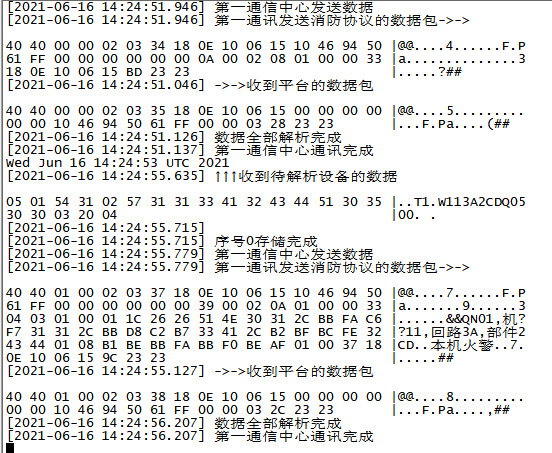 [2021-06-16 14:24:51.946] 第一通信中心发送数据
[2021-06-16 14:24:51.946] 第一通讯发送消防协议的数据包->->
40 40 00 00 02 03 34 18 0E 10 06 15 10 46 94 50 |@@....4......F.P
61 FF 00 00 00 00 00 00 0A 00 02 08 01 00 00 33 |a..............3
18 0E 10 06 15 BD 23 23 |.....?##
[2021-06-16 14:24:51.046] ->->收到平台的数据包
40 40 00 00 02 03 35 18 0E 10 06 15 00 00 00 00 |@@....5.........
00 00 10 46 94 50 61 FF 00 00 03 28 23 23 |...F.Pa....(##
[2021-06-16 14:24:51.126] 数据全部解析完成
[2021-06-16 14:24:51.137] 第一通信中心通讯完成
Wed Jun 16 14:24:53 UTC 2021
[2021-06-16 14:24:55.635] ↑↑↑收到待解析设备的数据
05 01 54 31 02 57 31 31 33 41 32 43 44 51 30 35 |..T1.W113A2CDQ05
30 30 03 20 04 |00. .
[2021-06-16 14:24:55.715]
[2021-06-16 14:24:55.715] 序号0存储完成
[2021-06-16 14:24:55.779] 第一通信中心发送数据
[2021-06-16 14:24:55.779] 第一通讯发送消防协议的数据包->->
40 40 01 00 02 03 37 18 0E 10 06 15 10 46 94 50 |@@....7......F.P
61 FF 00 00 00 00 00 00 39 00 02 0A 01 00 00 33 |a.......9......3
04 03 01 00 01 1C 26 26 51 4E 30 31 2C BB FA C6 |......&&QN01,机?
F7 31 31 2C BB D8 C2 B7 33 41 2C B2 BF BC FE 32 |?11,回路3A,部件2
43 44 01 08 B1 BE BB FA BB F0 BE AF 01 00 37 18 |CD..本机火警..7.
0E 10 06 15 9C 23 23 |.....##
[2021-06-16 14:24:55.127] ->->收到平台的数据包
40 40 01 00 02 03 38 18 0E 10 06 15 00 00 00 00 |@@....8.........
00 00 10 46 94 50 61 FF 00 00 03 2C 23 23 |...F.Pa....,##
[2021-06-16 14:24:56.207] 数据全部解析完成
[2021-06-16 14:24:56.207] 第一通信中心通讯完成